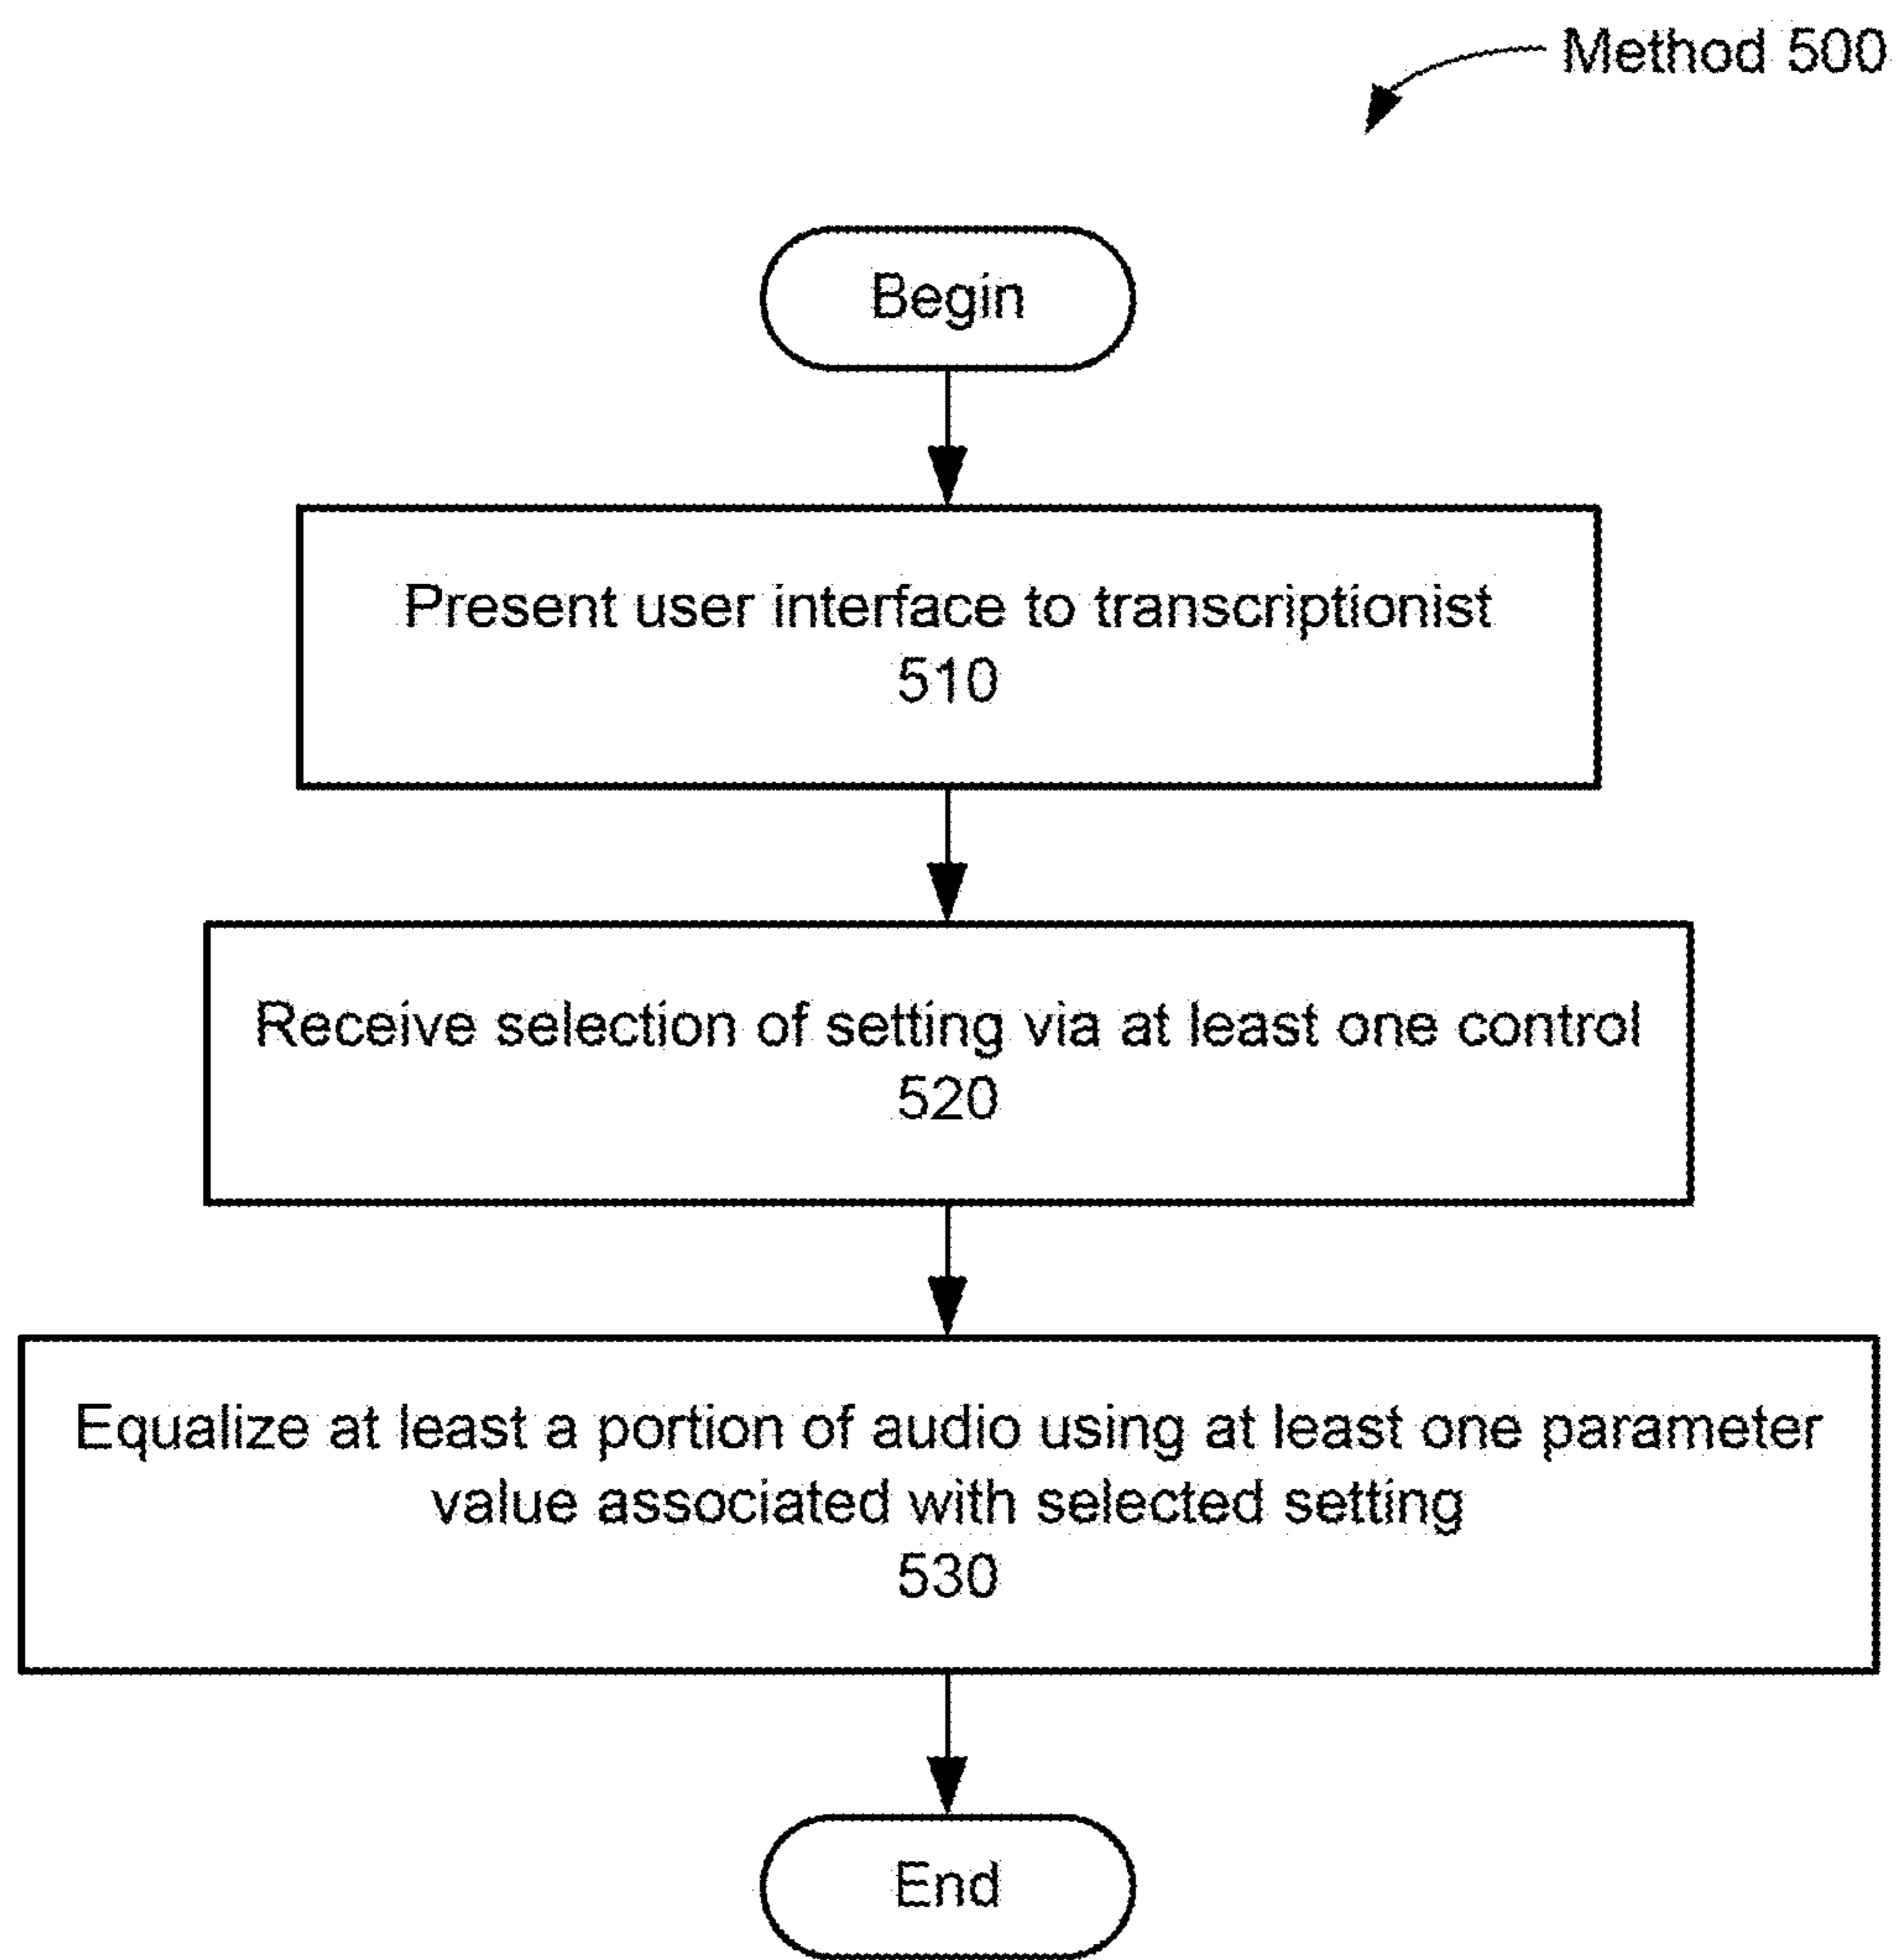 Method 500
Begin
Present user interface to transcriptionist
510
Receive selection of setting via at least one control
520
Equalize at least a portion of audio using at least one parameter
value associated with selected setting
530
End